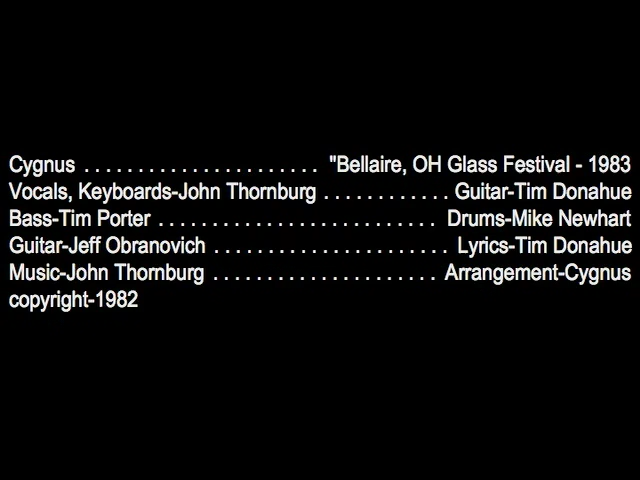 Cygnus . . . . . . . . . . . . . . . . . . . . . . "Bellaire, OH Glass Festival - 1983
Vocals, Keyboards-John Thornburg . . . . . . . . . . . . Guitar-Tim Donahue
Bass-Tim Porter . . . . . . . . . . . . . . . . . . . . . . . . . . Drums-Mike Newhart
Guitar-Jeff Obranovich . . . . . . . . . . . . . . . . . . . . . . Lyrics-Tim Donahue
Music-John Thornburg . . . . . . . . . . . . . . . . . . . . . Arrangement-Cygnus
copyright-1982